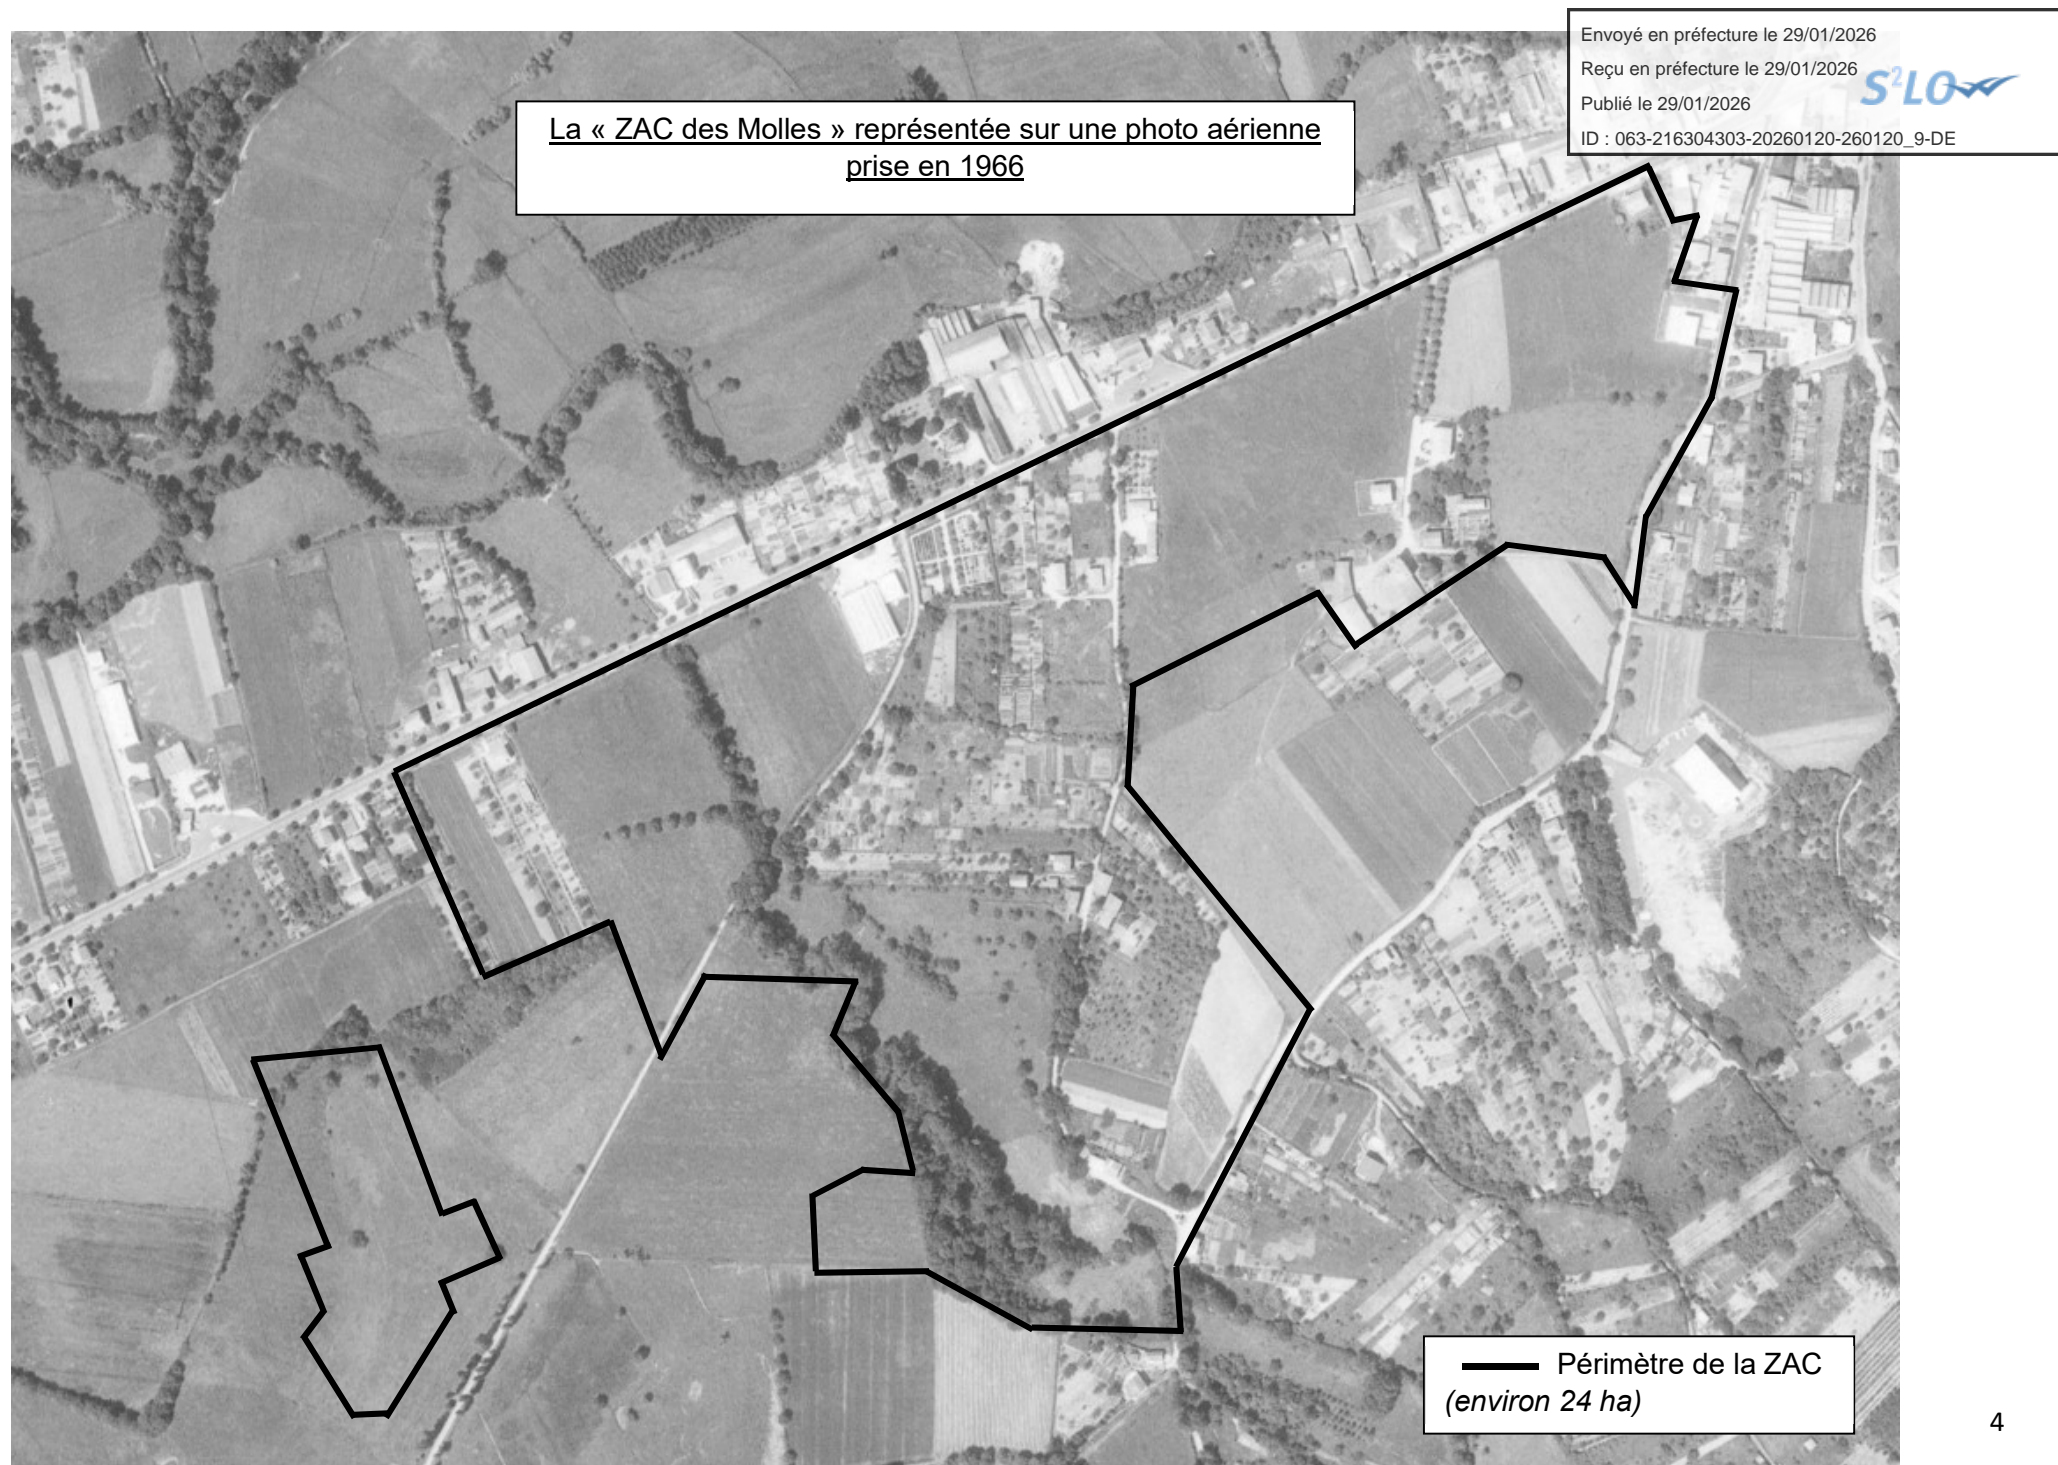 Envoyé en préfecture le 29/01/2026
Reçu en préfecture le 29/01/2026
Publié le 29/01/2026
S²LO
ID : 063-216304303-20260120-260120_9-DE
La « ZAC des Molles » représentée sur une photo aérienne
prise en 1966
Périmètre de la ZAC
(environ 24 ha)
4